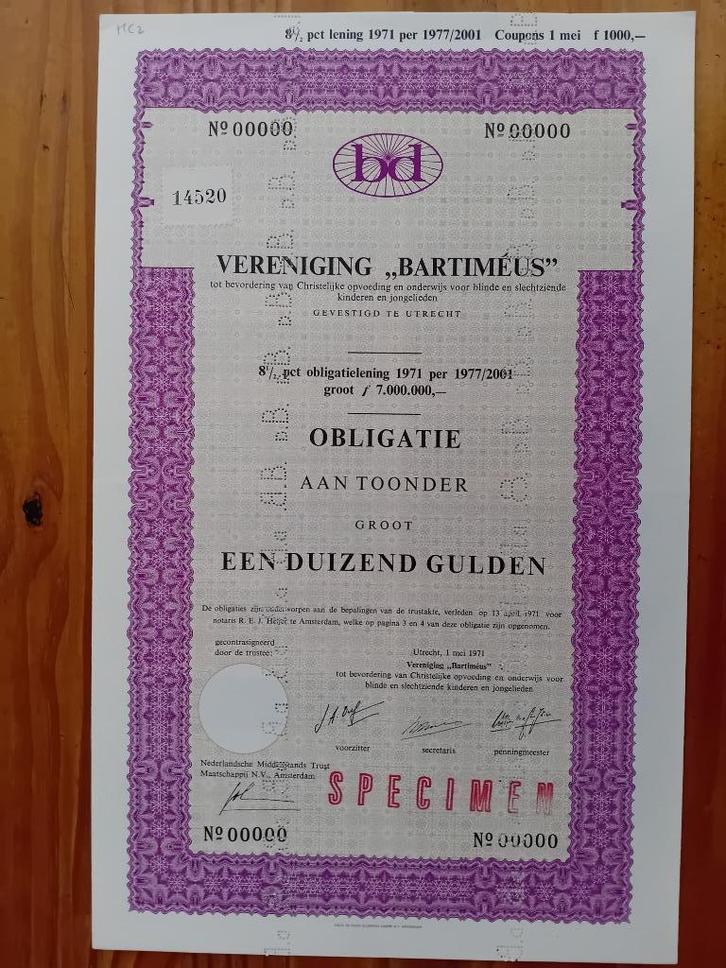 MC2
8½ pct lening 1971 per 1977/2001 Coupons 1 mei f 1000,—
Nº 00000 Nº 00000
bd
14520
VERENIGING „BARTIMÉUS”
tot bevordering van Christelijke opvoeding en onderwijs voor blinde en slechtziende
kinderen en jongelieden
GEVESTIGD TE UTRECHT
8½ pct obligatielening 1971 per 1977/2001
groot ƒ 7.000.000,—
OBLIGATIE
AAN TOONDER
GROOT
EEN DUIZEND GULDEN
De obligaties zijn onderworpen aan de bepalingen van de trustakte, verleden op 13 april 1971 voor
notaris R. E. J. te Amsterdam, welke op pagina 3 en 4 van deze obligatie zijn opgenomen.
gecontrasigneerd
door de trustee:
Utrecht, 1 mei 1971
Vereniging „Bartiméus”
tot bevordering van Christelijke opvoeding en onderwijs voor
blinde en slechtziende kinderen en jongelieden
voorzitter secretaris penningmeester
Nederlandsche Middenstands Trust
Maatschappij N.V., Amsterdam
SPECIMEN
Nº 00000 Nº 00000